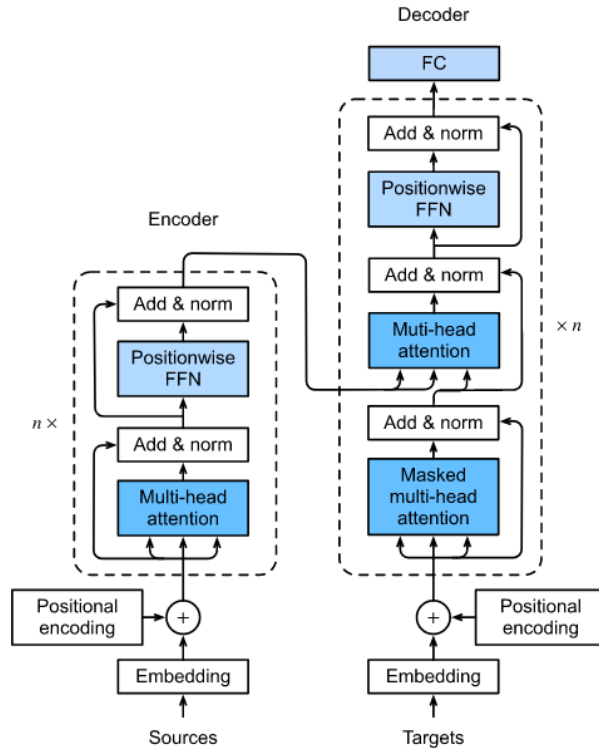 Decoder
FC
Add & norm
Positionwise
FFN
Add & norm
Muti-head
attention
Add & norm
Masked
multi-head
attention
× n
Positional
encoding
+
Embedding
Targets
Encoder
Add & norm
Positionwise
FFN
n ×
Add & norm
Multi-head
attention
Positional
encoding
+
Embedding
Sources